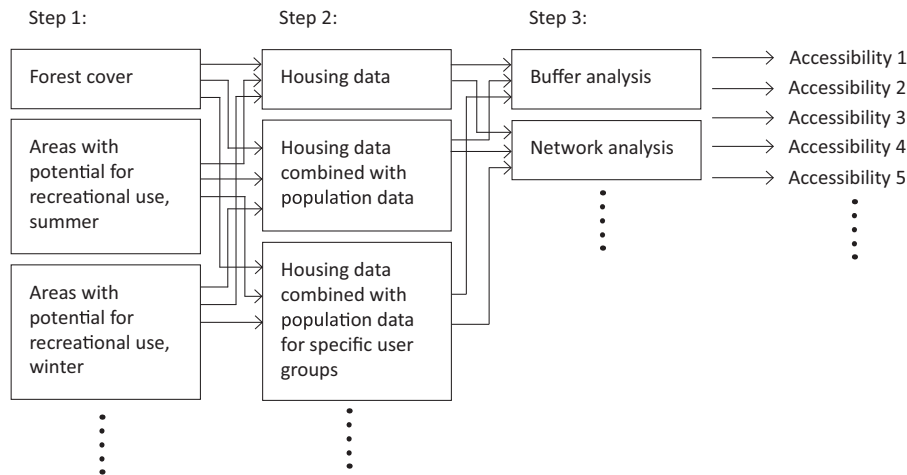 Step 1:
Step 2:
Step 3:
Forest cover
Areas with
potential for
recreational use,
summer
Areas with
potential for
recreational use,
winter
Housing data
Housing data
combined with
population data
Housing data
combined with
population data
for specific user
groups
Buffer analysis
Network analysis
Accessibility 1
Accessibility 2
Accessibility 3
Accessibility 4
Accessibility 5